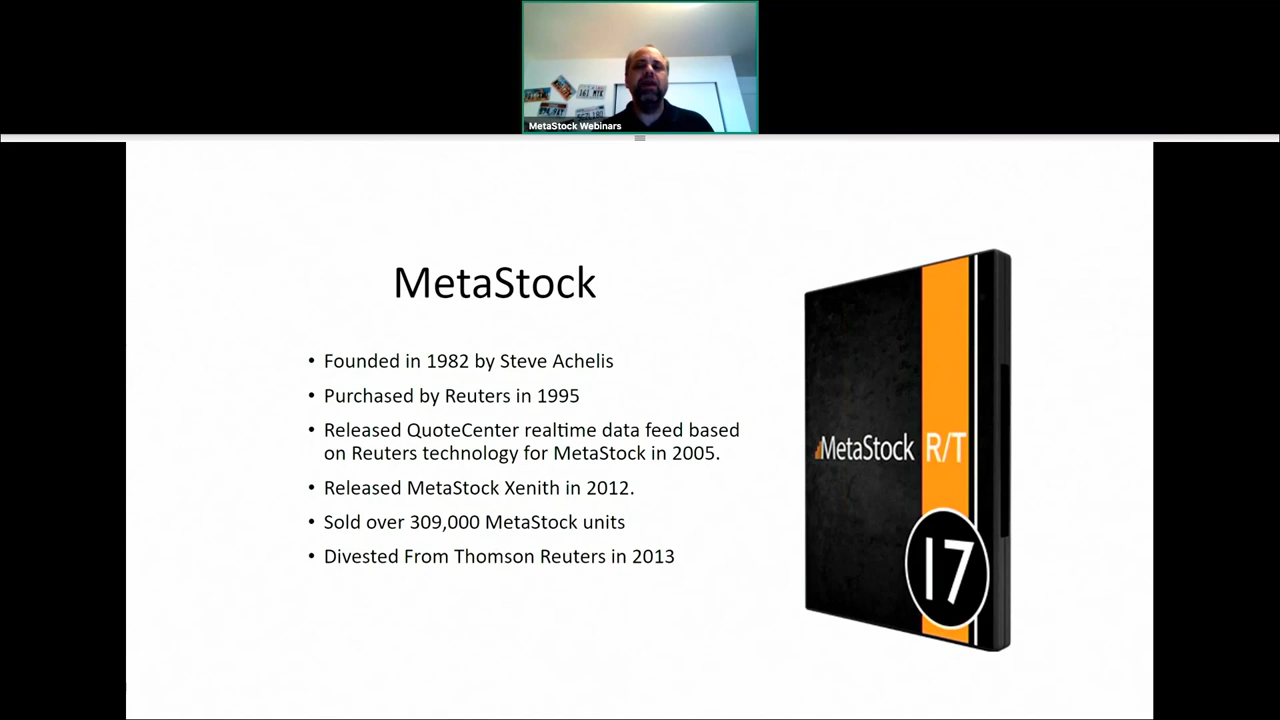 MetaStock Webinars
MetaStock
• Founded in 1982 by Steve Achelis
• Purchased by Reuters in 1995
• Released QuoteCenter realtime data feed based
on Reuters technology for MetaStock in 2005.
• Released MetaStock Xenith in 2012.
• Sold over 309,000 MetaStock units
• Divested From Thomson Reuters in 2013
MetaStock R/T
17